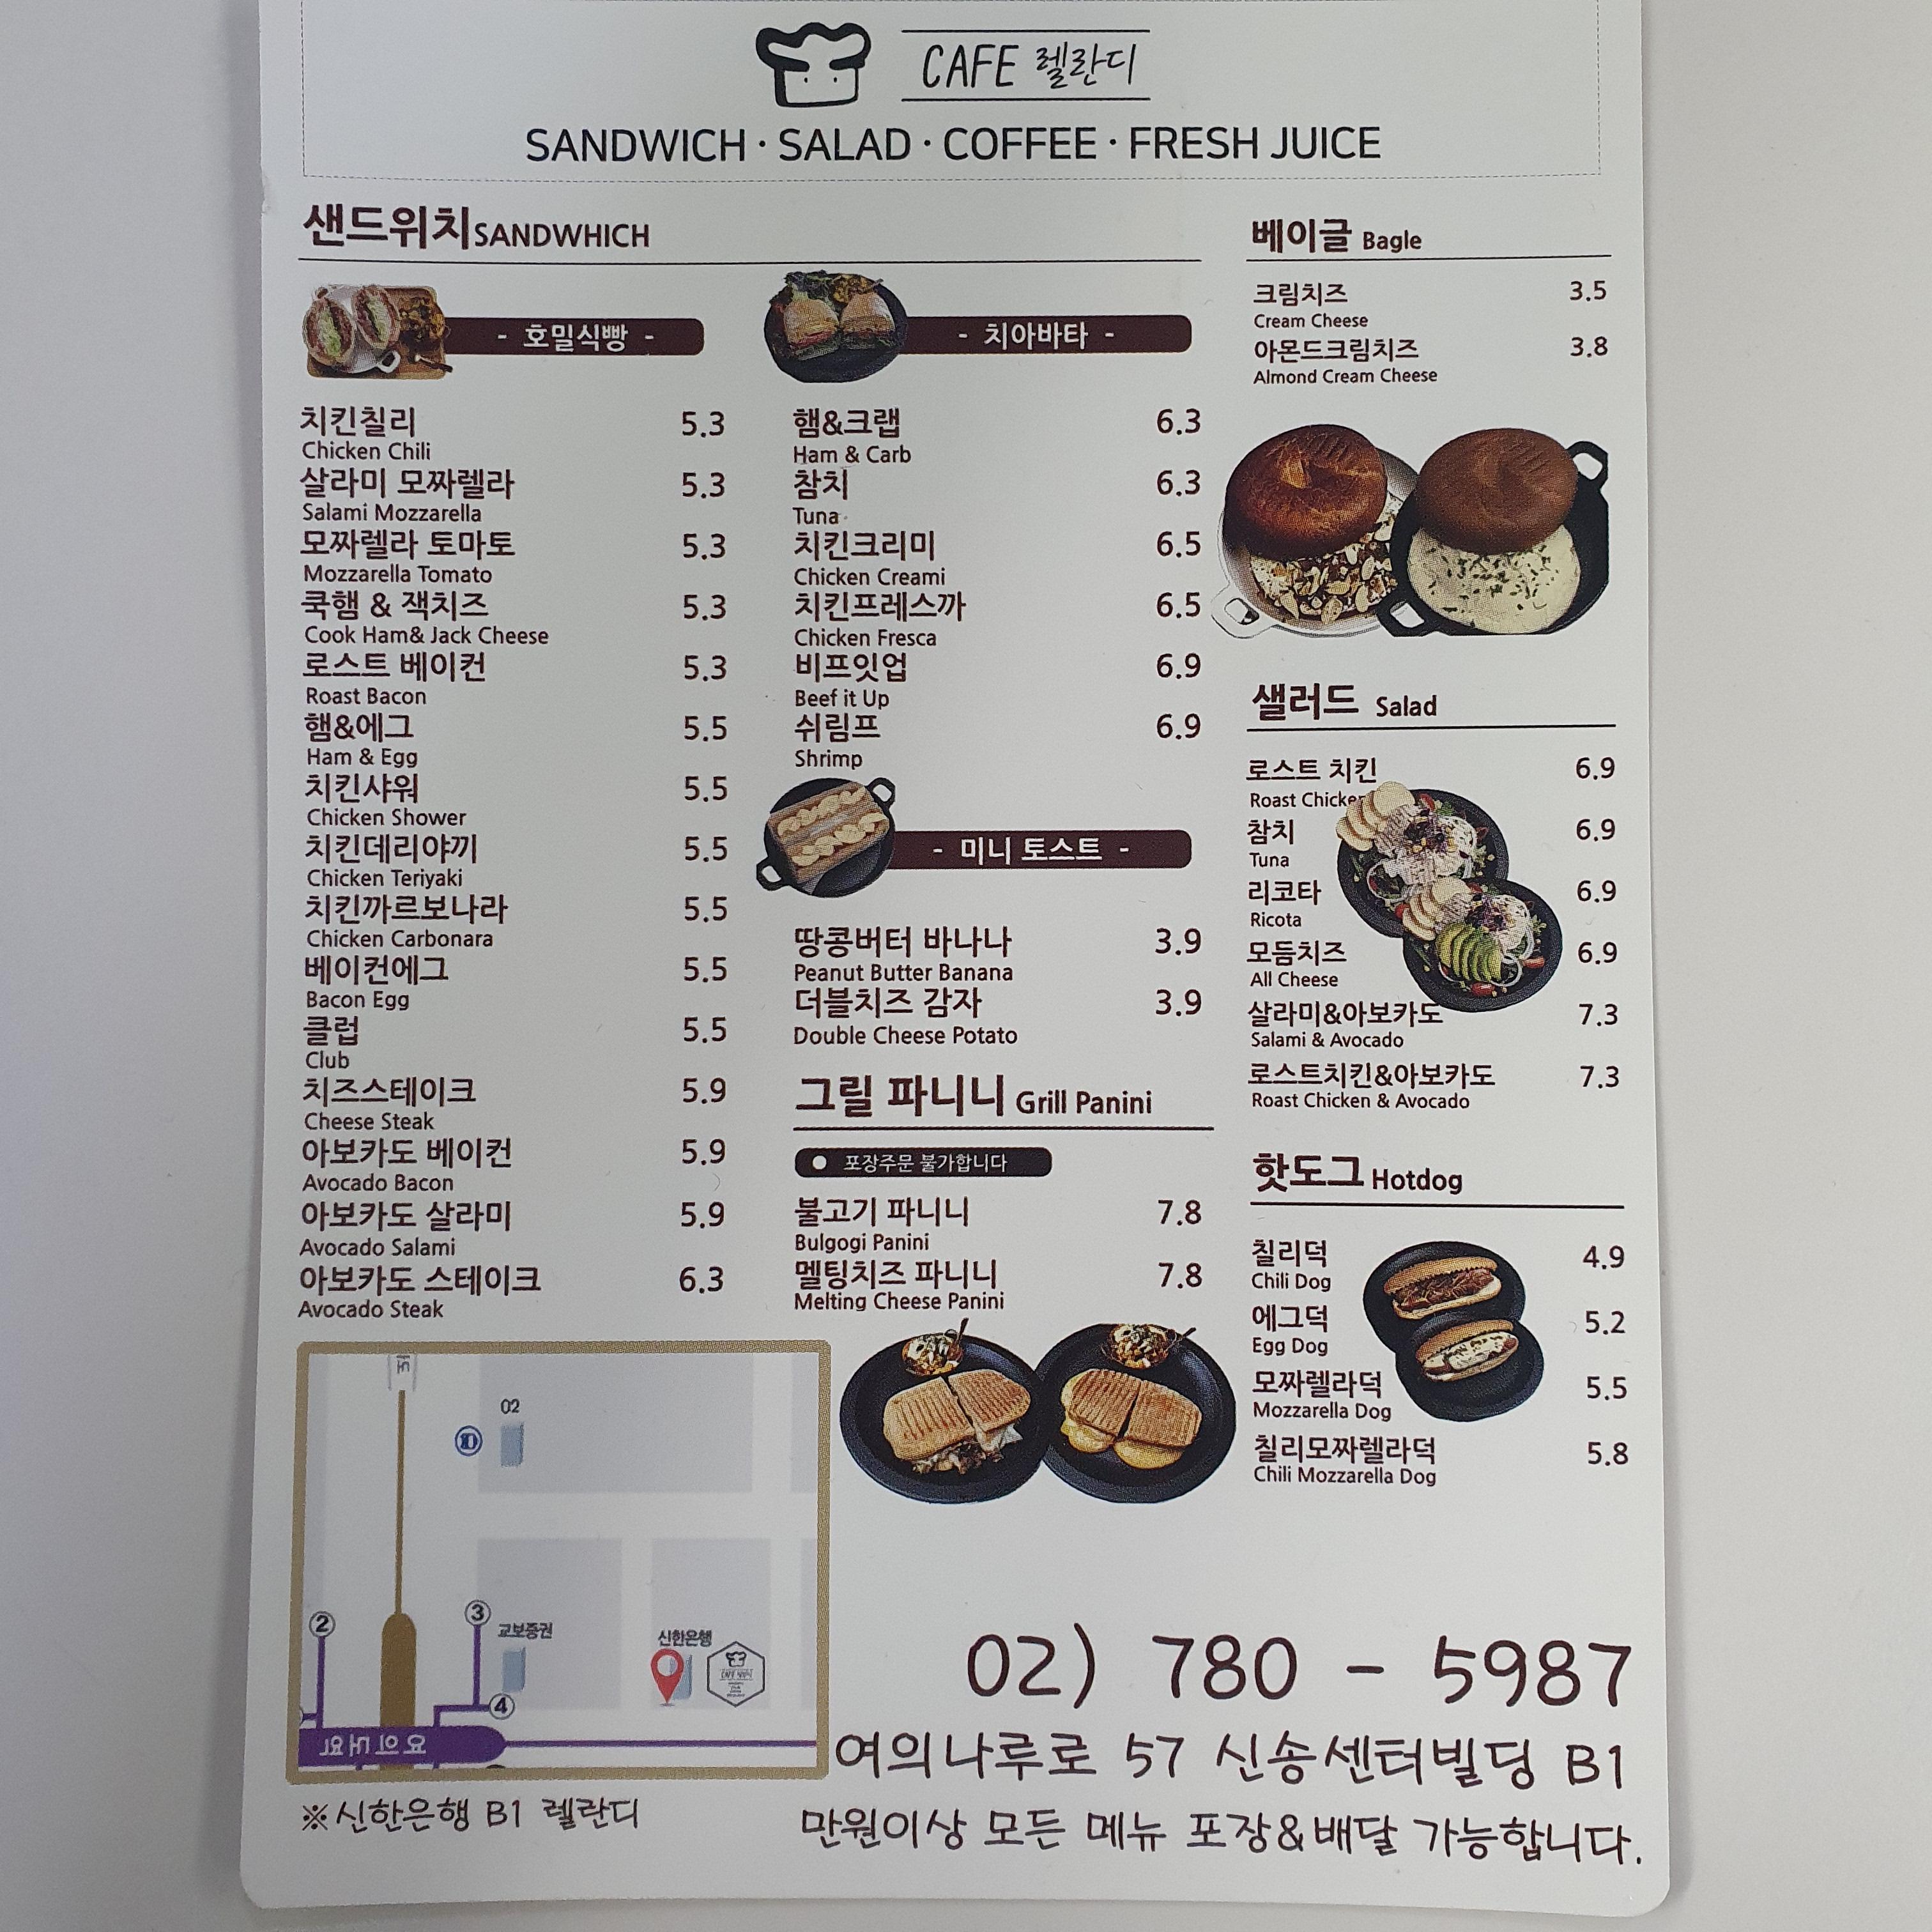 CAFE 렐란디
SANDWICH · SALAD · COFFEE · FRESH JUICE
샌드위치 SANDWHICH
- 호밀식빵 -
치킨칠리 5.3
Chicken Chili
살라미 모짜렐라 5.3
Salami Mozzarella
모짜렐라 토마토 5.3
Mozzarella Tomato
쿡햄 & 잭치즈 5.3
Cook Ham& Jack Cheese
로스트 베이컨 5.3
Roast Bacon
햄&에그 5.5
Ham & Egg
치킨샤워 5.5
Chicken Shower
치킨데리야끼 5.5
Chicken Teriyaki
치킨까르보나라 5.5
Chicken Carbonara
베이컨에그 5.5
Bacon Egg
클럽 5.5
Club
치즈스테이크 5.9
Cheese Steak
아보카도 베이컨 5.9
Avocado Bacon
아보카도 살라미 5.9
Avocado Salami
아보카도 스테이크 6.3
Avocado Steak
- 치아바타 -
햄&크랩 6.3
Ham & Carb
참치 6.3
Tuna
치킨크리미 6.5
Chicken Creami
치킨프레스까 6.5
Chicken Fresca
비프잇업 6.9
Beef it Up
쉬림프 6.9
Shrimp
- 미니 토스트 -
땅콩버터 바나나 3.9
Peanut Butter Banana
더블치즈 감자 3.9
Double Cheese Potato
그릴 파니니 Grill Panini
포장주문 불가합니다
불고기 파니니 7.8
Bulgogi Panini
멜팅치즈 파니니 7.8
Melting Cheese Panini
베이글 Bagle
크림치즈 3.5
Cream Cheese
아몬드크림치즈 3.8
Almond Cream Cheese
샐러드 Salad
로스트 치킨 6.9
Roast Chicken
참치 6.9
Tuna
리코타 6.9
Ricota
모듬치즈 6.9
All Cheese
살라미&아보카도 7.3
Salami & Avocado
로스트치킨&아보카도 7.3
Roast Chicken & Avocado
핫도그 Hotdog
칠리덕 4.9
Chili Dog
에그덕 5.2
Egg Dog
모짜렐라덕 5.5
Mozzarella Dog
칠리모짜렐라덕 5.8
Chili Mozzarella Dog
02
2
3
교보증권
신한은행
4
여의도역
※신한은행 B1 렐란디
02) 780 - 5987
여의나루로 57 신송센터빌딩 B1
만원이상 모든 메뉴 포장&배달 가능합니다.